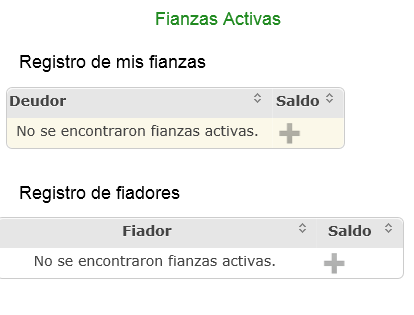 Fianzas Activas
Registro de mis fianzas
Deudor Saldo
No se encontraron fianzas activas.
Registro de fiadores
Fiador Saldo
No se encontraron fianzas activas.